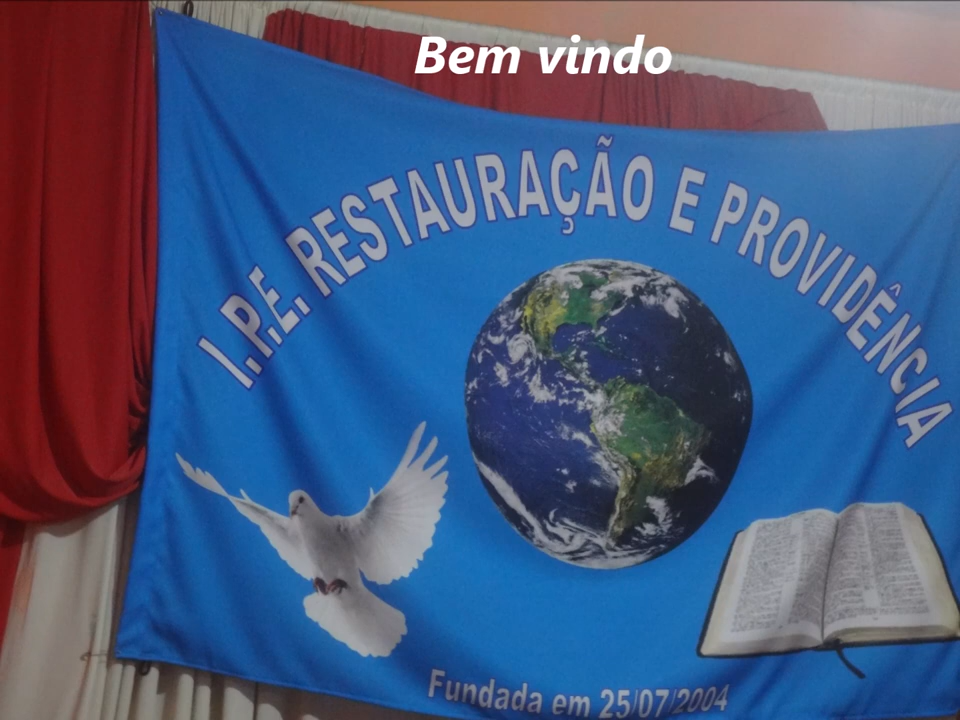 Bem vindo
I.P.E. RESTAURAÇÃO E PROVIDÊNCIA
Fundada em 25/07/2004